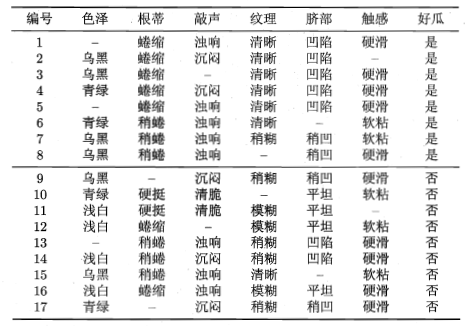 编号 色泽 根蒂 敲声 纹理 脐部 触感 好瓜
1 – 蜷缩 浊响 清晰 凹陷 硬滑 是
2 乌黑 蜷缩 沉闷 清晰 凹陷 – 是
3 乌黑 蜷缩 – 清晰 凹陷 硬滑 是
4 青绿 蜷缩 沉闷 清晰 凹陷 硬滑 是
5 – 蜷缩 浊响 清晰 凹陷 硬滑 是
6 青绿 稍蜷 浊响 清晰 – 软粘 是
7 乌黑 稍蜷 浊响 稍糊 稍凹 软粘 是
8 乌黑 稍蜷 浊响 – 稍凹 硬滑 是
9 乌黑 – 沉闷 稍糊 稍凹 硬滑 否
10 青绿 硬挺 清脆 – 平坦 软粘 否
11 浅白 硬挺 清脆 模糊 平坦 – 否
12 浅白 蜷缩 – 模糊 平坦 软粘 否
13 – 稍蜷 浊响 稍糊 凹陷 硬滑 否
14 浅白 稍蜷 沉闷 稍糊 凹陷 硬滑 否
15 乌黑 稍蜷 浊响 清晰 – 软粘 否
16 浅白 蜷缩 浊响 模糊 平坦 硬滑 否
17 青绿 – 沉闷 稍糊 稍凹 硬滑 否